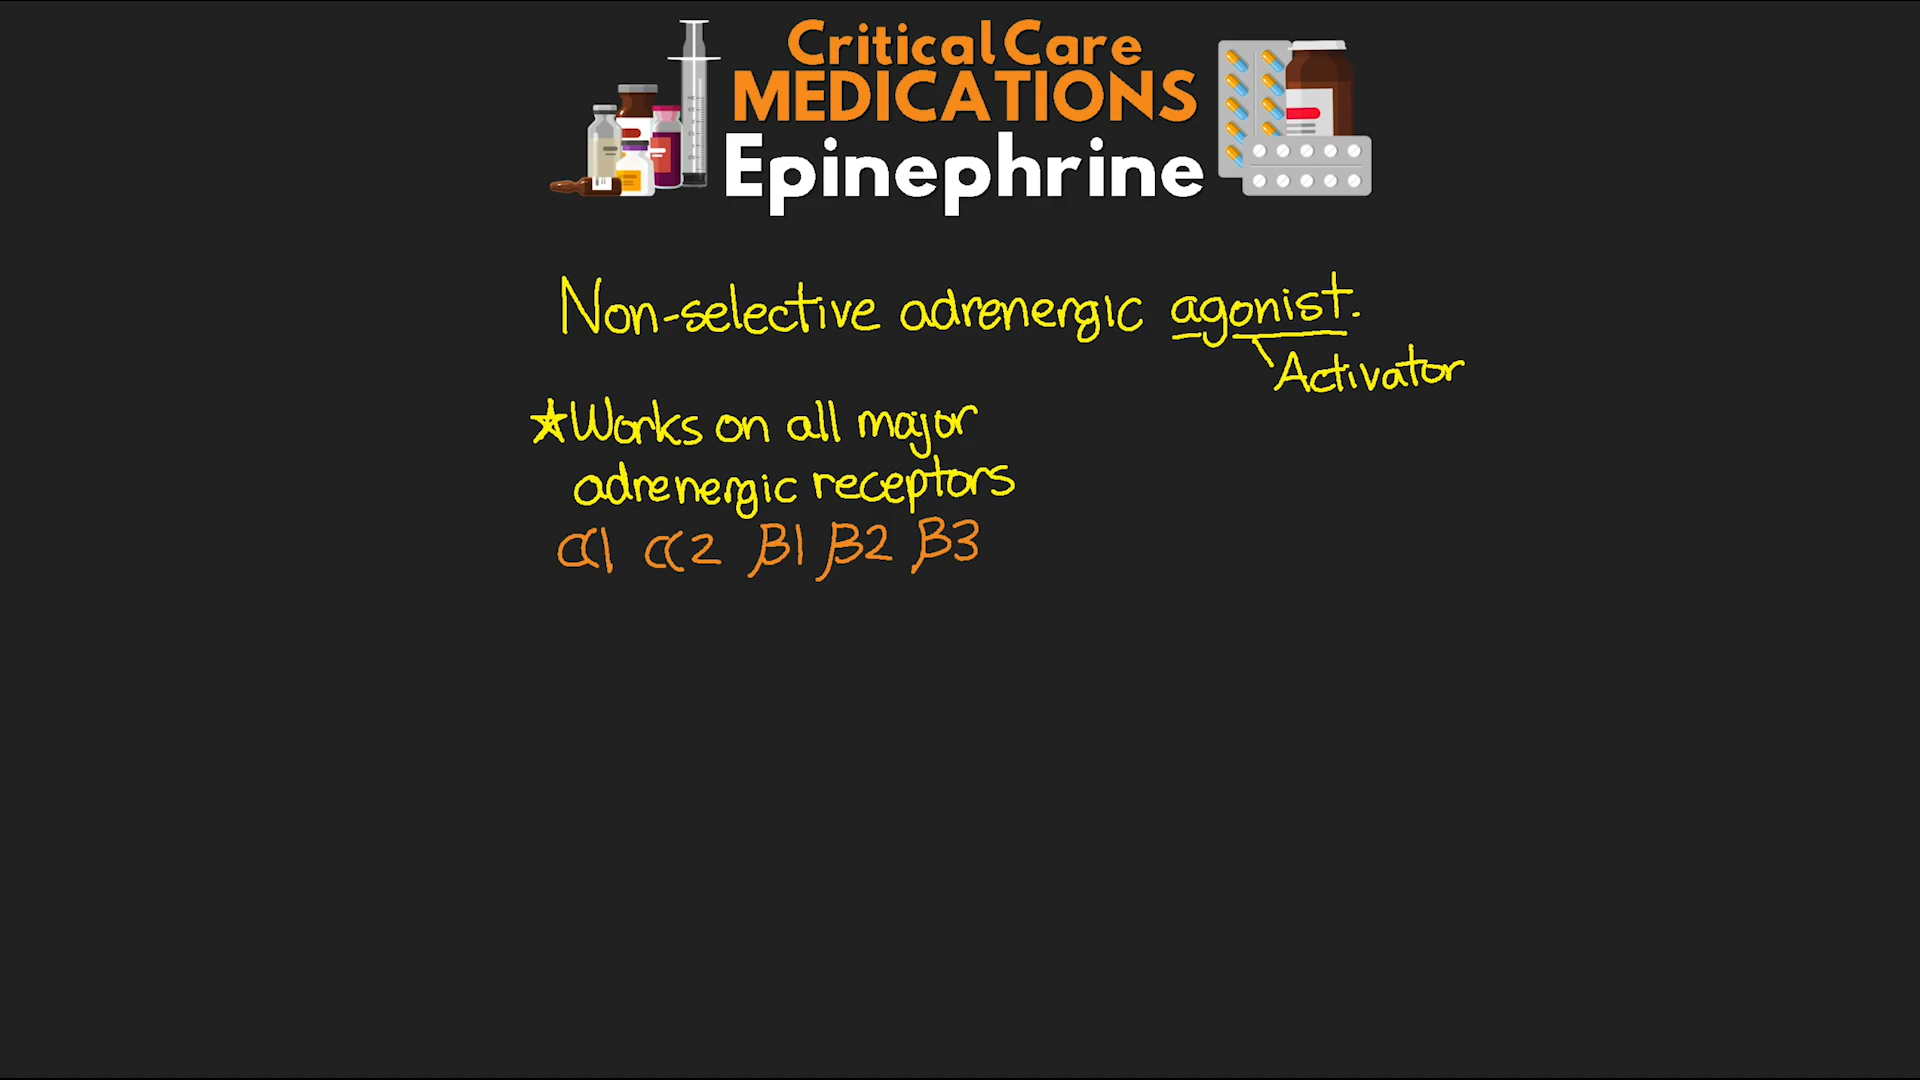 Critical Care
MEDICATIONS
Epinephrine
Non-selective adrenergic agonist.
Activator
☆Works on all major
adrenergic receptors
α1 α2 β1 β2 β3